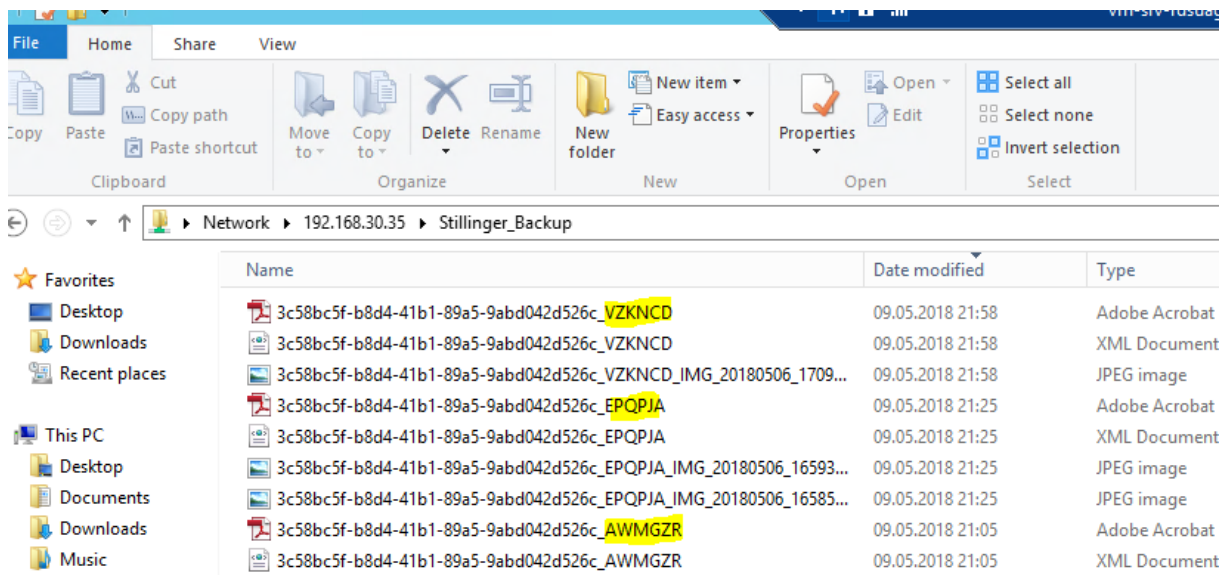 File Home Share View
Cut
Copy path
Paste shortcut
Copy Paste
Clipboard
Move to
Copy to
Delete Rename
Organize
New folder
New item
Easy access
New
Properties
Open
Edit
Open
Select all
Select none
Invert selection
Select
Network 192.168.30.35 Stillinger_Backup
Favorites
Desktop
Downloads
Recent places
This PC
Desktop
Documents
Downloads
Music
Name Date modified Type
3c58bc5f-b8d4-41b1-89a5-9abd042d526c_VZKNCD 09.05.2018 21:58 Adobe Acrobat
3c58bc5f-b8d4-41b1-89a5-9abd042d526c_VZKNCD 09.05.2018 21:58 XML Document
3c58bc5f-b8d4-41b1-89a5-9abd042d526c_VZKNCD_IMG_20180506_1709... 09.05.2018 21:58 JPEG image
3c58bc5f-b8d4-41b1-89a5-9abd042d526c_EPQPJA 09.05.2018 21:25 Adobe Acrobat
3c58bc5f-b8d4-41b1-89a5-9abd042d526c_EPQPJA 09.05.2018 21:25 XML Document
3c58bc5f-b8d4-41b1-89a5-9abd042d526c_EPQPJA_IMG_20180506_16593... 09.05.2018 21:25 JPEG image
3c58bc5f-b8d4-41b1-89a5-9abd042d526c_EPQPJA_IMG_20180506_16585... 09.05.2018 21:25 JPEG image
3c58bc5f-b8d4-41b1-89a5-9abd042d526c_AWMGZR 09.05.2018 21:05 Adobe Acrobat
3c58bc5f-b8d4-41b1-89a5-9abd042d526c_AWMGZR 09.05.2018 21:05 XML Document